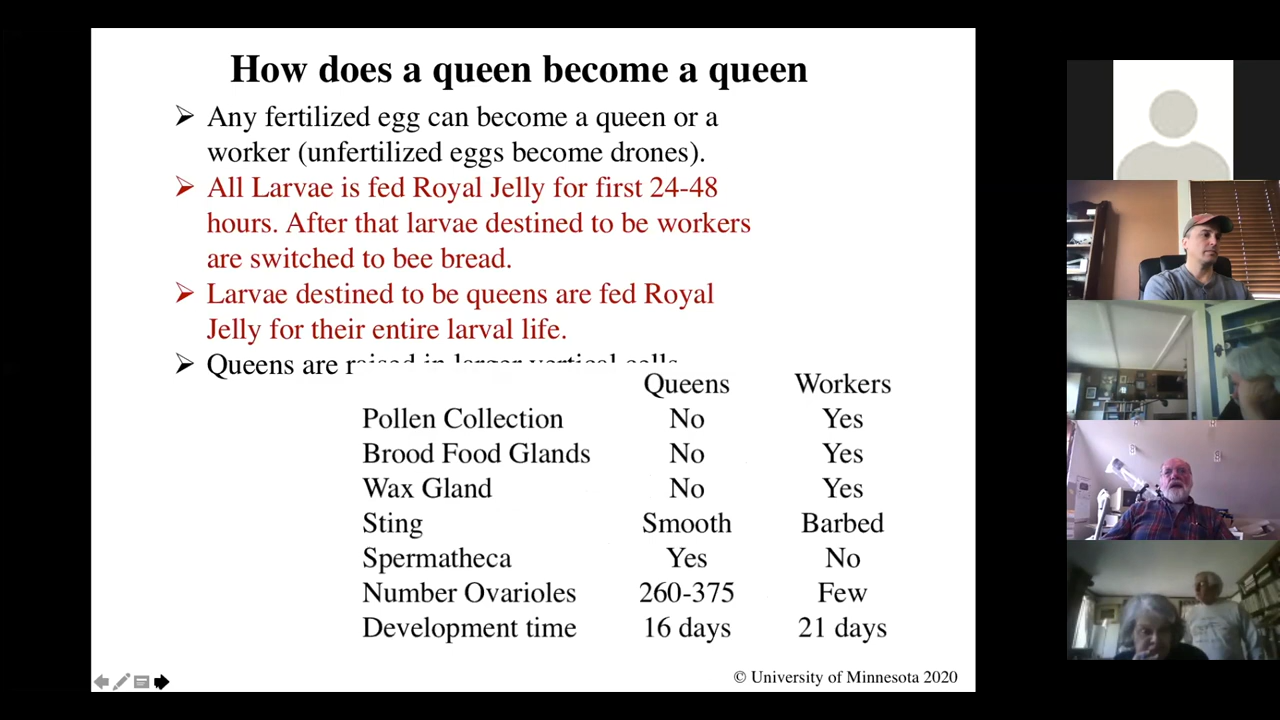 How does a queen become a queen
➢ Any fertilized egg can become a queen or a
worker (unfertilized eggs become drones).
➢ All Larvae is fed Royal Jelly for first 24-48
hours. After that larvae destined to be workers
are switched to bee bread.
➢ Larvae destined to be queens are fed Royal
Jelly for their entire larval life.
➢ Queens are raised in larger vertical cells
Queens Workers
Pollen Collection No Yes
Brood Food Glands No Yes
Wax Gland No Yes
Sting Smooth Barbed
Spermatheca Yes No
Number Ovarioles 260-375 Few
Development time 16 days 21 days
© University of Minnesota 2020